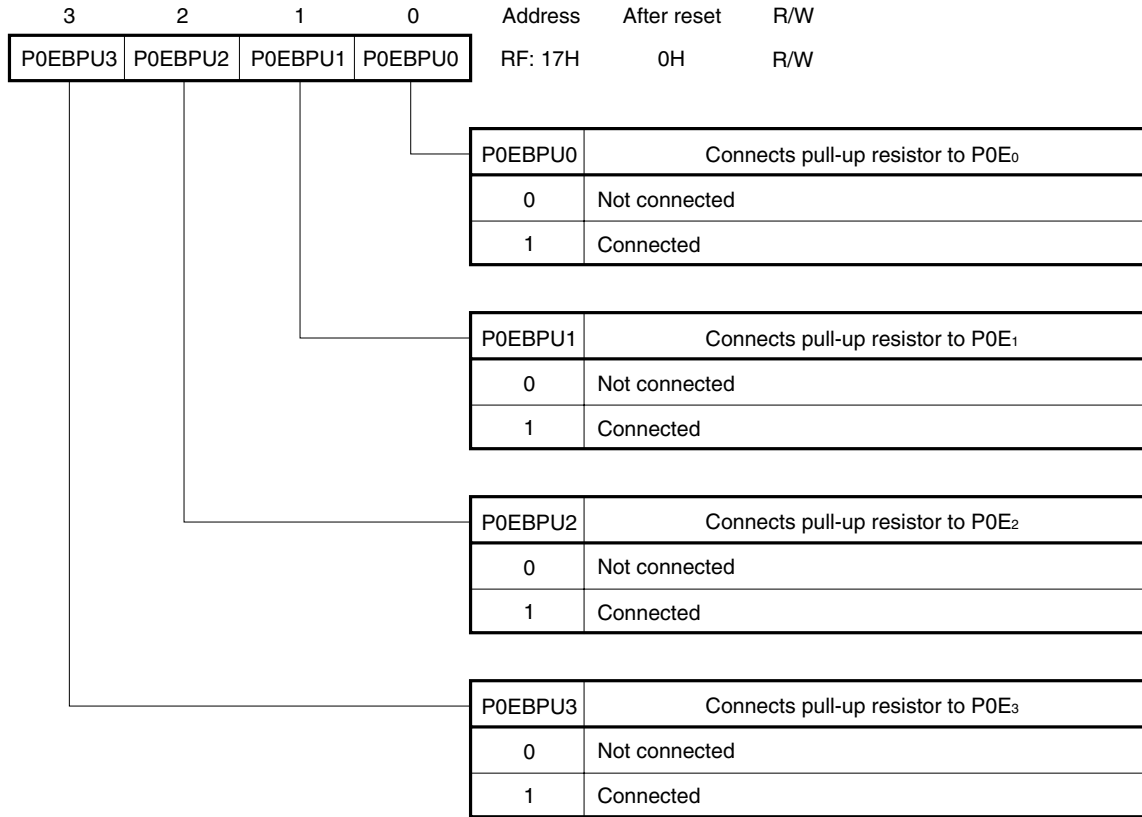 3 2 1 0 Address After reset R/W
P0EBPU3 P0EBPU2 P0EBPU1 P0EBPU0 RF: 17H 0H R/W
P0EBPU0 Connects pull-up resistor to P0E₀
0 Not connected
1 Connected
P0EBPU1 Connects pull-up resistor to P0E₁
0 Not connected
1 Connected
P0EBPU2 Connects pull-up resistor to P0E₂
0 Not connected
1 Connected
P0EBPU3 Connects pull-up resistor to P0E₃
0 Not connected
1 Connected